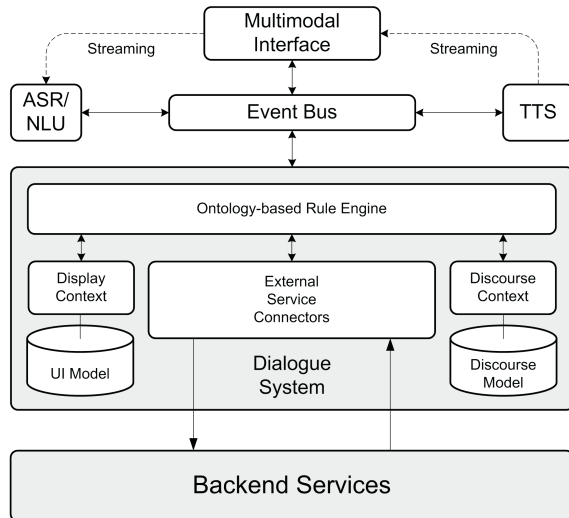 Multimodal
Interface
Streaming
Streaming
ASR/
NLU
Event Bus
TTS
Ontology-based Rule Engine
Display
Context
External
Service
Connectors
Discourse
Context
UI Model
Dialogue
System
Discourse
Model
Backend Services